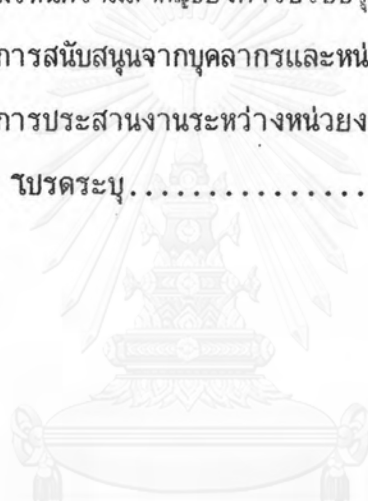 การสนับสนุนจากบุคลากรและหน่
การประสานงานระหว่างหน่วยง
โปรดระบุ................